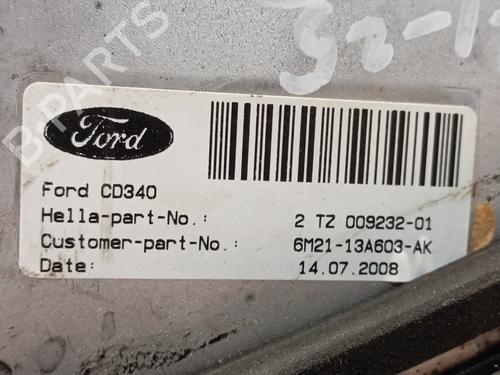 Ford
Ford CD340
Hella-part-No.: 2 TZ 009232-01
Customer-part-No.: 6M21-13A603-AK
Date: 14.07.2008
B-PARTS